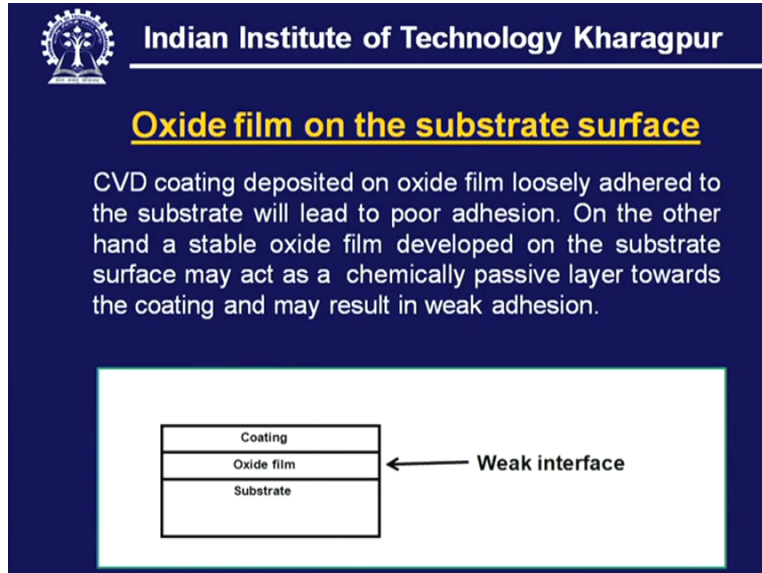 Indian Institute of Technology Kharagpur
Oxide film on the substrate surface
CVD coating deposited on oxide film loosely adhered to
the substrate will lead to poor adhesion. On the other
hand a stable oxide film developed on the substrate
surface may act as a chemically passive layer towards
the coating and may result in weak adhesion.
Coating
Oxide film
Weak interface
Substrate